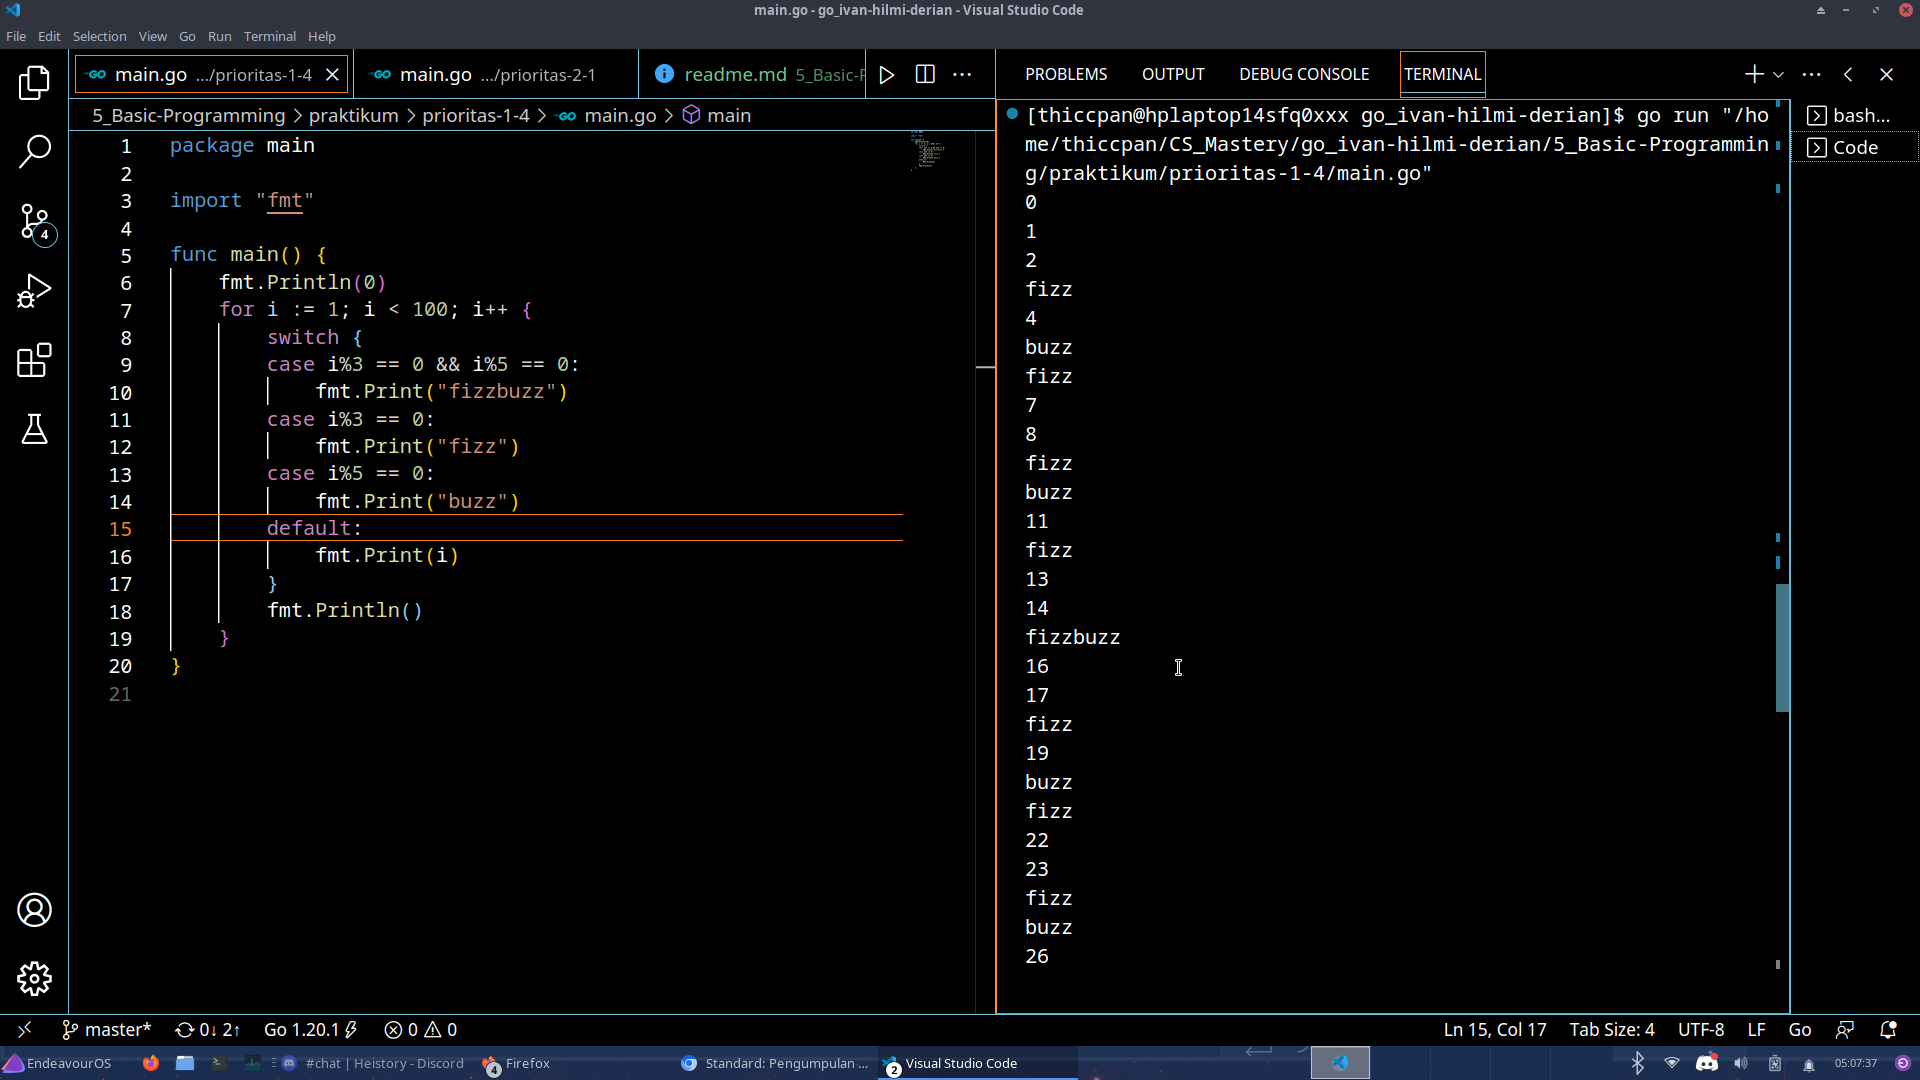 main.go - go_ivan-hilmi-derian - Visual Studio Code
File Edit Selection View Go Run Terminal Help
main.go .../prioritas-1-4
main.go .../prioritas-2-1
readme.md
PROBLEMS OUTPUT DEBUG CONSOLE TERMINAL
5_Basic-Programming > praktikum > prioritas-1-4 > main.go > main
1 package main
2
3 import "fmt"
4
5 func main() {
6 fmt.Println(0)
7 for i := 1; i < 100; i++ {
8 switch {
9 case i%3 == 0 && i%5 == 0:
10 fmt.Print("fizzbuzz")
11 case i%3 == 0:
12 fmt.Print("fizz")
13 case i%5 == 0:
14 fmt.Print("buzz")
15 default:
16 fmt.Print(i)
17 }
18 fmt.Println()
19 }
20 }
21
[thiccpan@hplaptop14sfq0xxx go_ivan-hilmi-derian]$ go run "/ho
me/thiccpan/CS_Mastery/go_ivan-hilmi-derian/5_Basic-Programmin
g/praktikum/prioritas-1-4/main.go"
0
1
2
fizz
4
buzz
fizz
7
8
fizz
buzz
11
fizz
13
14
fizzbuzz
16
17
fizz
19
buzz
fizz
22
23
fizz
buzz
26
bash...
Code
4
master* 0↓ 2↑ Go 1.20.1 0 0
Ln 15, Col 17 Tab Size: 4 UTF-8 LF Go
EndeavourOS
#chat | Heistory - Discord
4 Firefox
Standard: Pengumpulan ...
2 Visual Studio Code
05:07:37